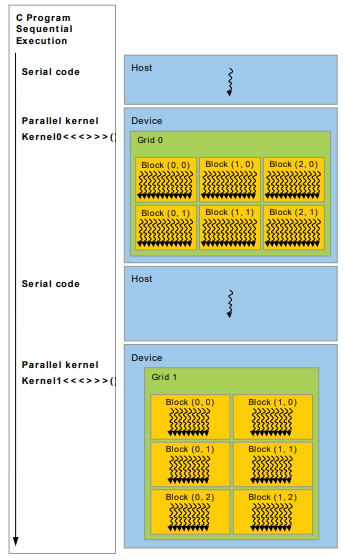 C Program
Sequential
Execution
Serial code
Host
Parallel kernel
Kernel0<<<>>>()
Device
Grid 0
Block (0, 0) Block (1, 0) Block (2, 0)
Block (0, 1) Block (1, 1) Block (2, 1)
Serial code
Host
Parallel kernel
Kernel1<<<>>>()
Device
Grid 1
Block (0, 0) Block (1, 0)
Block (0, 1) Block (1, 1)
Block (0, 2) Block (1, 2)